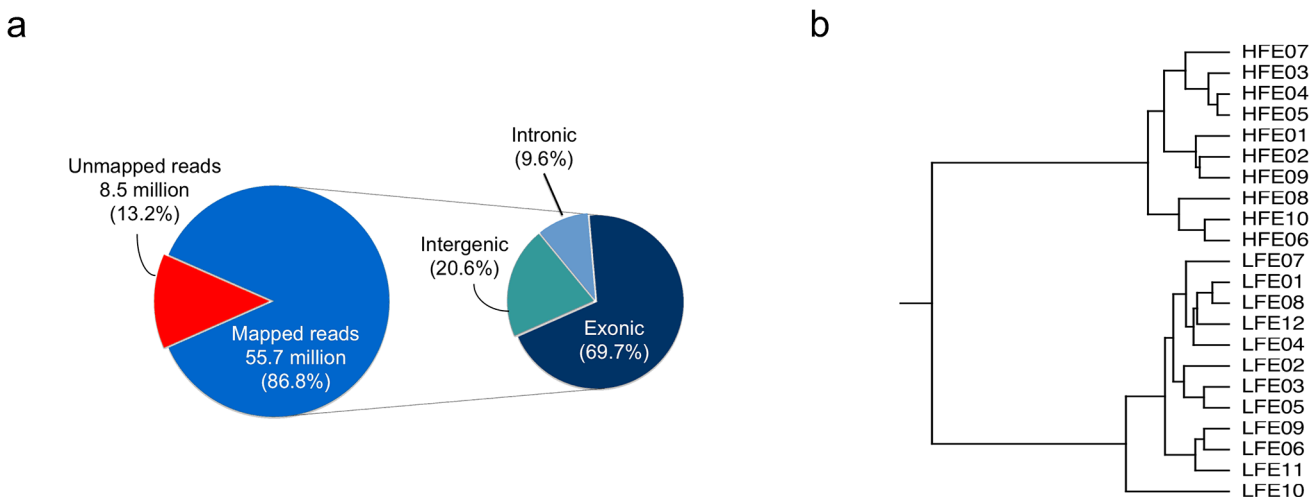 a
Unmapped reads
8.5 million
(13.2%)
Mapped reads
55.7 million
(86.8%)
Intronic
(9.6%)
Intergenic
(20.6%)
Exonic
(69.7%)
b
HFE07
HFE03
HFE04
HFE05
HFE01
HFE02
HFE09
HFE08
HFE10
HFE06
LFE07
LFE01
LFE08
LFE12
LFE04
LFE02
LFE03
LFE05
LFE09
LFE06
LFE11
LFE10